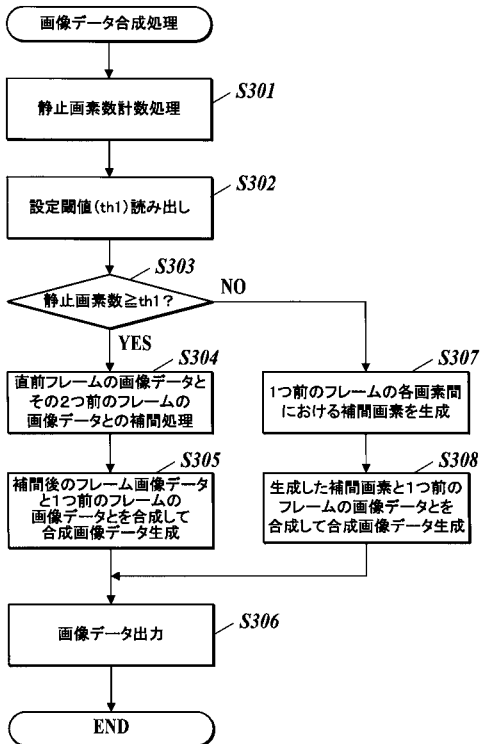 画像データ合成処理
S301
静止画素数計数処理
S302
設定閾値(th1)読み出し
S303
静止画素数≧th1?
NO
YES
S304
直前フレームの画像データと
その2つ前のフレームの
画像データとの補間処理
S307
1つ前のフレームの各画素間
における補間画素を生成
S305
補間後のフレーム画像データ
と1つ前のフレームの
画像データとを合成して
合成画像データ生成
S308
生成した補間画素と1つ前の
フレームの画像データとを
合成して合成画像データ生成
S306
画像データ出力
END